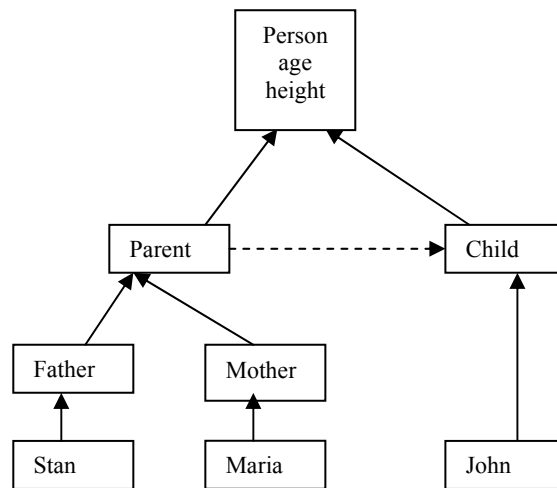 Person
age
height
Parent
Child
Father
Mother
Stan
Maria
John